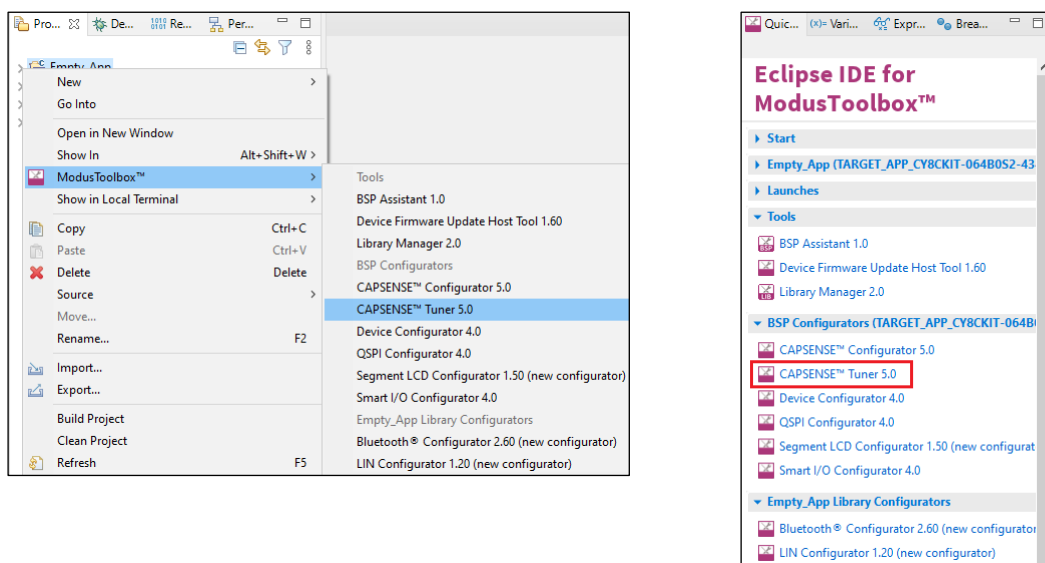 Pro... De... Re... Per...
Empty_App
New
Go Into
Open in New Window
Show In Alt+Shift+W >
ModusToolbox™
Show in Local Terminal
Copy Ctrl+C
Paste Ctrl+V
Delete Delete
Source
Move...
Rename... F2
Import...
Export...
Build Project
Clean Project
Refresh F5
Tools
BSP Assistant 1.0
Device Firmware Update Host Tool 1.60
Library Manager 2.0
BSP Configurators
CAPSENSE™ Configurator 5.0
CAPSENSE™ Tuner 5.0
Device Configurator 4.0
QSPI Configurator 4.0
Segment LCD Configurator 1.50 (new configurator)
Smart I/O Configurator 4.0
Empty_App Library Configurators
Bluetooth® Configurator 2.60 (new configurator)
LIN Configurator 1.20 (new configurator)
Quic... (x)= Vari... Expr... Brea...
Eclipse IDE for
ModusToolbox™
Start
Empty_App (TARGET_APP_CY8CKIT-064B0S2-43
Launches
Tools
BSP Assistant 1.0
Device Firmware Update Host Tool 1.60
Library Manager 2.0
BSP Configurators (TARGET_APP_CY8CKIT-064B
CAPSENSE™ Configurator 5.0
CAPSENSE™ Tuner 5.0
Device Configurator 4.0
QSPI Configurator 4.0
Segment LCD Configurator 1.50 (new configurat
Smart I/O Configurator 4.0
Empty_App Library Configurators
Bluetooth® Configurator 2.60 (new configurator
LIN Configurator 1.20 (new configurator)